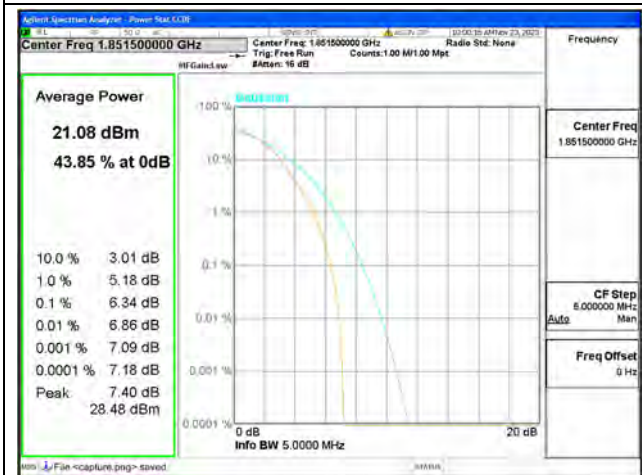 Agilent Spectrum Analyzer - Power Stat CCDF
Center Freq 1.851500000 GHz
Center Freq: 1.851500000 GHz
Radio Std: None
Trig: Free Run
Counts:1.00 M/1.00 Mpt
#IFGain:Low
#Atten: 16 dB
Frequency
Average Power
21.08 dBm
43.85 % at 0dB
10.0 % 3.01 dB
1.0 % 5.18 dB
0.1 % 6.34 dB
0.01 % 6.86 dB
0.001 % 7.09 dB
0.0001 % 7.18 dB
Peak 7.40 dB
28.48 dBm
100 %
Gaussian
10 %
1 %
0.1 %
0.01 %
0.001 %
0.0001 %
0 dB
20 dB
Info BW 5.0000 MHz
Center Freq
1.851500000 GHz
CF Step
5.000000 MHz
Auto Man
Freq Offset
0 Hz
MSG
File <capture.png> saved
STATUS